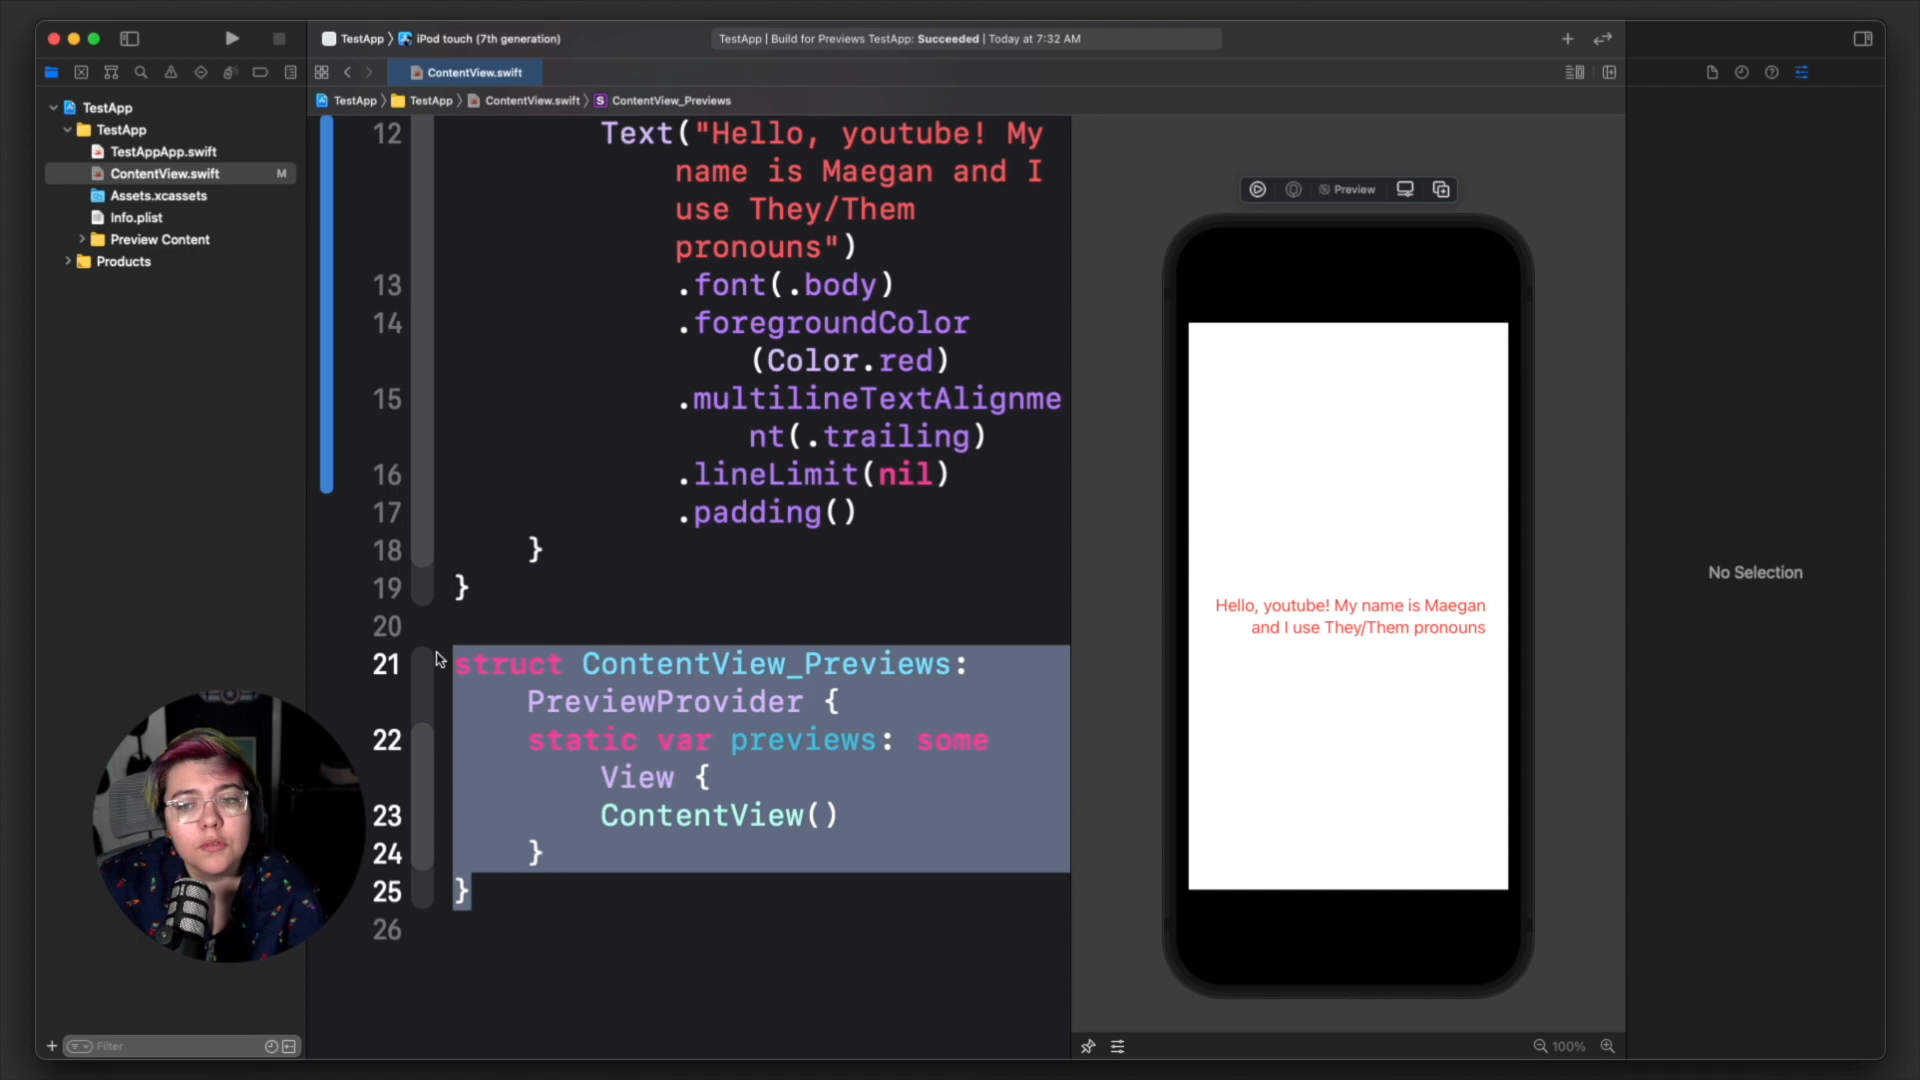 TestApp
iPod touch (7th generation)
TestApp | Build for Previews TestApp: Succeeded | Today at 7:32 AM
ContentView.swift
TestApp
TestApp
ContentView.swift
S ContentView_Previews
TestApp
TestApp
TestAppApp.swift
ContentView.swift M
Assets.xcassets
Info.plist
Preview Content
Products
12 Text("Hello, youtube! My
name is Maegan and I
use They/Them
pronouns")
13 .font(.body)
14 .foregroundColor
(Color.red)
15 .multilineTextAlignme
nt(.trailing)
16 .lineLimit(nil)
17 .padding()
18 }
19 }
20
21 struct ContentView_Previews:
PreviewProvider {
22 static var previews: some
View {
23 ContentView()
24 }
25 }
26
Preview
Hello, youtube! My name is Maegan
and I use They/Them pronouns
No Selection
Filter
100%